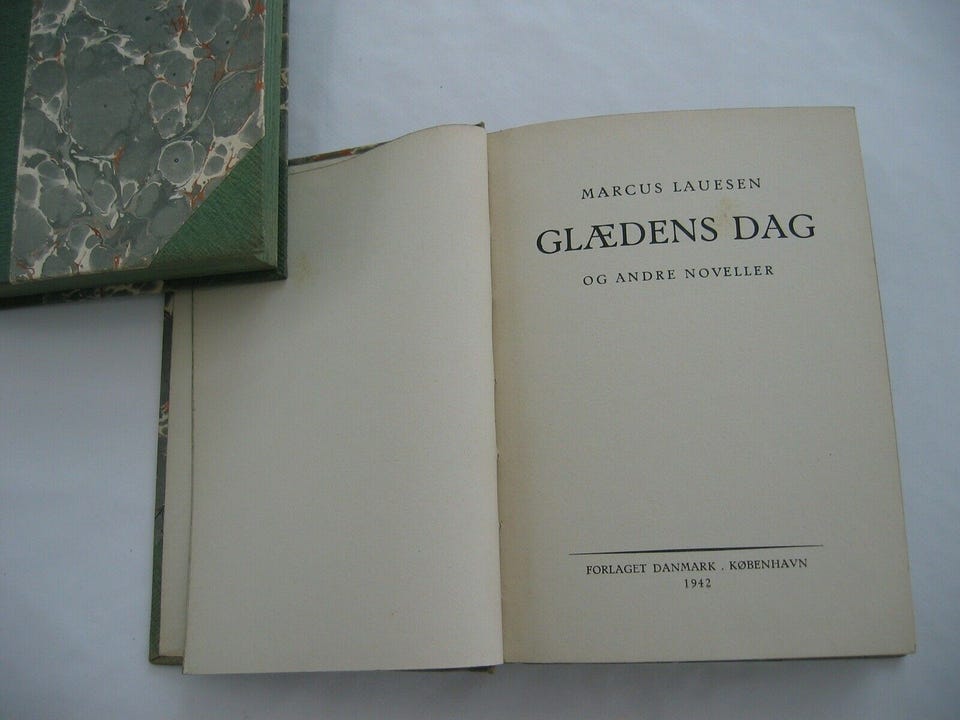 MARCUS LAUESEN
GLÆDENS DAG
OG ANDRE NOVELLER
FORLAGET DANMARK . KØBENHAVN
1942